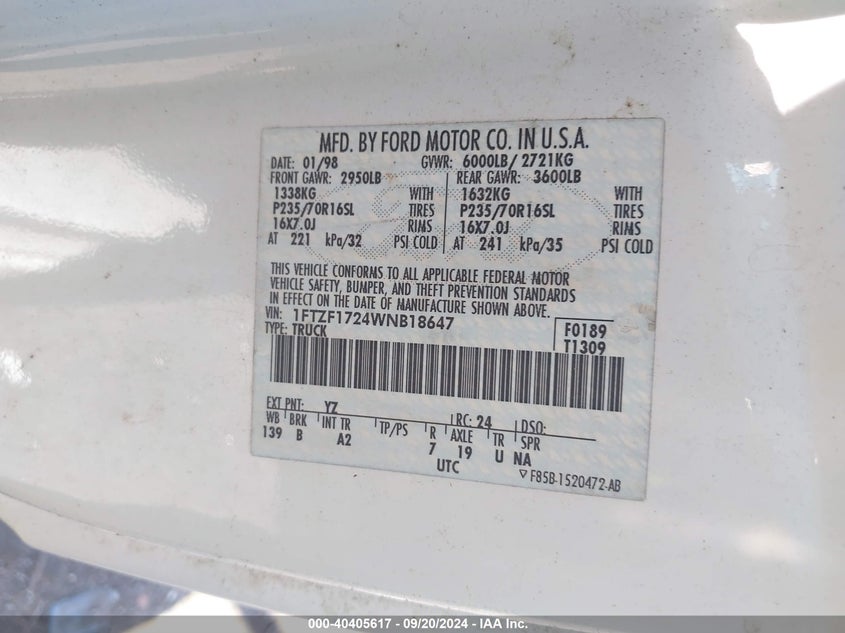 MFD. BY FORD MOTOR CO. IN U.S.A.
DATE: 01/98 GVWR: 6000LB/ 2721KG
FRONT GAWR: 2950LB REAR GAWR: 3600LB
1338KG WITH 1632KG WITH
P235/70R16SL TIRES P235/70R16SL TIRES
16X7.0J RIMS 16X7.0J RIMS
AT 221 kPa/32 PSI COLD AT 241 kPa/35 PSI COLD
THIS VEHICLE CONFORMS TO ALL APPLICABLE FEDERAL MOTOR
VEHICLE SAFETY, BUMPER, AND THEFT PREVENTION STANDARDS
IN EFFECT ON THE DATE OF MANUFACTURE SHOWN ABOVE.
VIN: 1FTZF1724WNB18647 F0189
TYPE: TRUCK T1309
EXT PNT: YZ RC: 24 DSO:
WB BRK INT TR TP/PS R AXLE TR SPR
139 B A2 7 19 U NA
UTC ▽F85B-1520472-AB
000-40405617 - 09/20/2024 - IAA Inc.